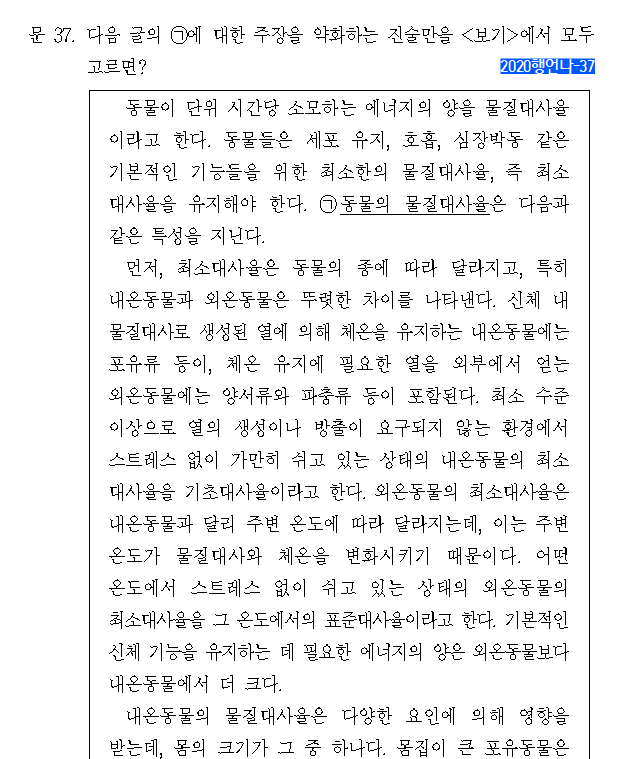 문 37. 다음 글의 ㉠에 대한 주장을 약화하는 진술만을 <보기>에서 모두
고르면?
2020행언나-37
동물이 단위 시간당 소모하는 에너지의 양을 물질대사율
이라고 한다. 동물들은 세포 유지, 호흡, 심장박동 같은
기본적인 기능들을 위한 최소한의 물질대사율, 즉 최소
대사율을 유지해야 한다. ㉠동물의 물질대사율은 다음과
같은 특성을 지닌다.
먼저, 최소대사율은 동물의 종에 따라 달라지고, 특히
내온동물과 외온동물은 뚜렷한 차이를 나타낸다. 신체 내
물질대사로 생성된 열에 의해 체온을 유지하는 내온동물에는
포유류 등이, 체온 유지에 필요한 열을 외부에서 얻는
외온동물에는 양서류와 파충류 등이 포함된다. 최소 수준
이상으로 열의 생성이나 방출이 요구되지 않는 환경에서
스트레스 없이 가만히 쉬고 있는 상태의 내온동물의 최소
대사율을 기초대사율이라고 한다. 외온동물의 최소대사율은
내온동물과 달리 주변 온도에 따라 달라지는데, 이는 주변
온도가 물질대사와 체온을 변화시키기 때문이다. 어떤
온도에서 스트레스 없이 쉬고 있는 상태의 외온동물의
최소대사율을 그 온도에서의 표준대사율이라고 한다. 기본적인
신체 기능을 유지하는 데 필요한 에너지의 양은 외온동물보다
내온동물에서 더 크다.
내온동물의 물질대사율은 다양한 요인에 의해 영향을
받는데, 몸의 크기가 그 중 하나다. 몸집이 큰 포유동물은